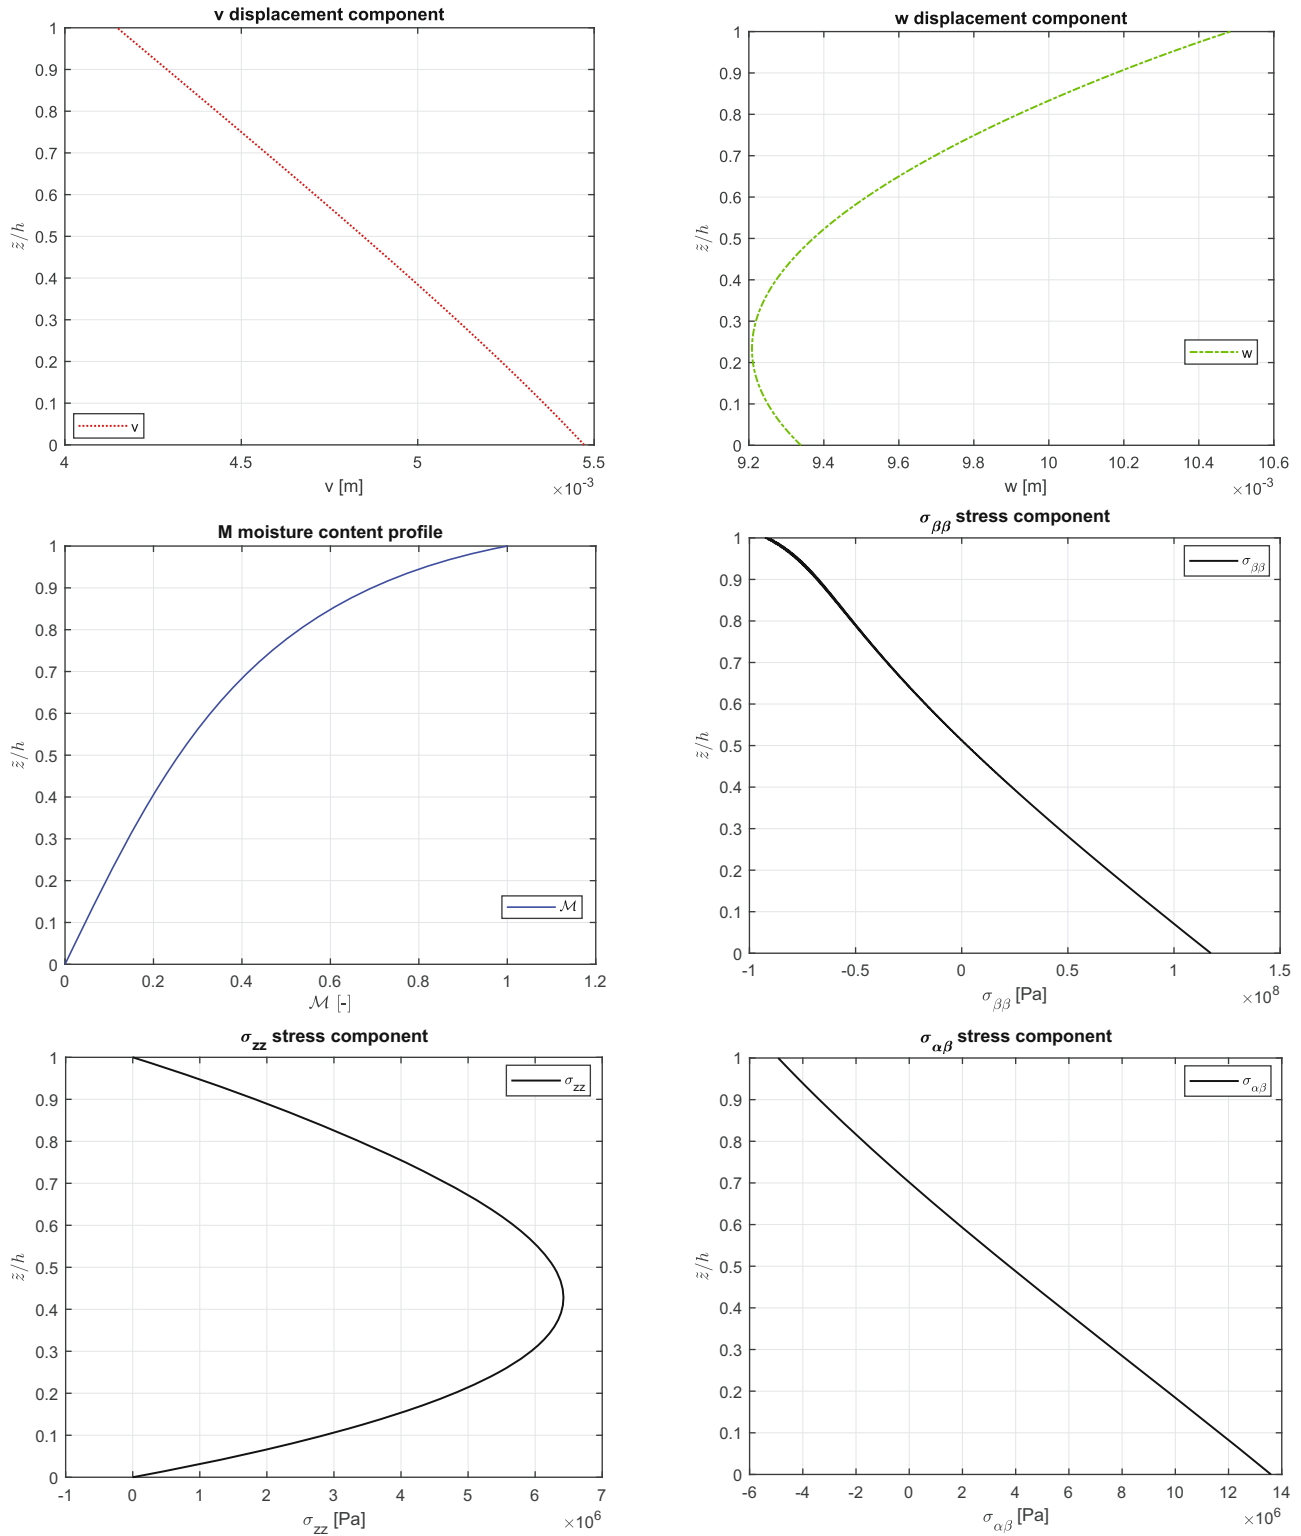 v displacement component
1
0.9
0.8
0.7
0.6
0.5
0.4
0.3
0.2
0.1
0
z̃/h
v
4 4.5 5 5.5
v [m] ×10⁻³
w displacement component
1
0.9
0.8
0.7
0.6
0.5
0.4
0.3
0.2
0.1
0
z̃/h
w
9.2 9.4 9.6 9.8 10 10.2 10.4 10.6
w [m] ×10⁻³
M moisture content profile
1
0.9
0.8
0.7
0.6
0.5
0.4
0.3
0.2
0.1
0
z̃/h
ℳ
0 0.2 0.4 0.6 0.8 1 1.2
ℳ [-]
σββ stress component
σββ
1
0.9
0.8
0.7
0.6
0.5
0.4
0.3
0.2
0.1
0
z̃/h
-1 -0.5 0 0.5 1 1.5
σββ [Pa] ×10⁸
σzz stress component
σzz
1
0.9
0.8
0.7
0.6
0.5
0.4
0.3
0.2
0.1
0
z̃/h
-1 0 1 2 3 4 5 6 7
σzz [Pa] ×10⁶
σαβ stress component
σαβ
1
0.9
0.8
0.7
0.6
0.5
0.4
0.3
0.2
0.1
0
z̃/h
-6 -4 -2 0 2 4 6 8 10 12 14
σαβ [Pa] ×10⁶